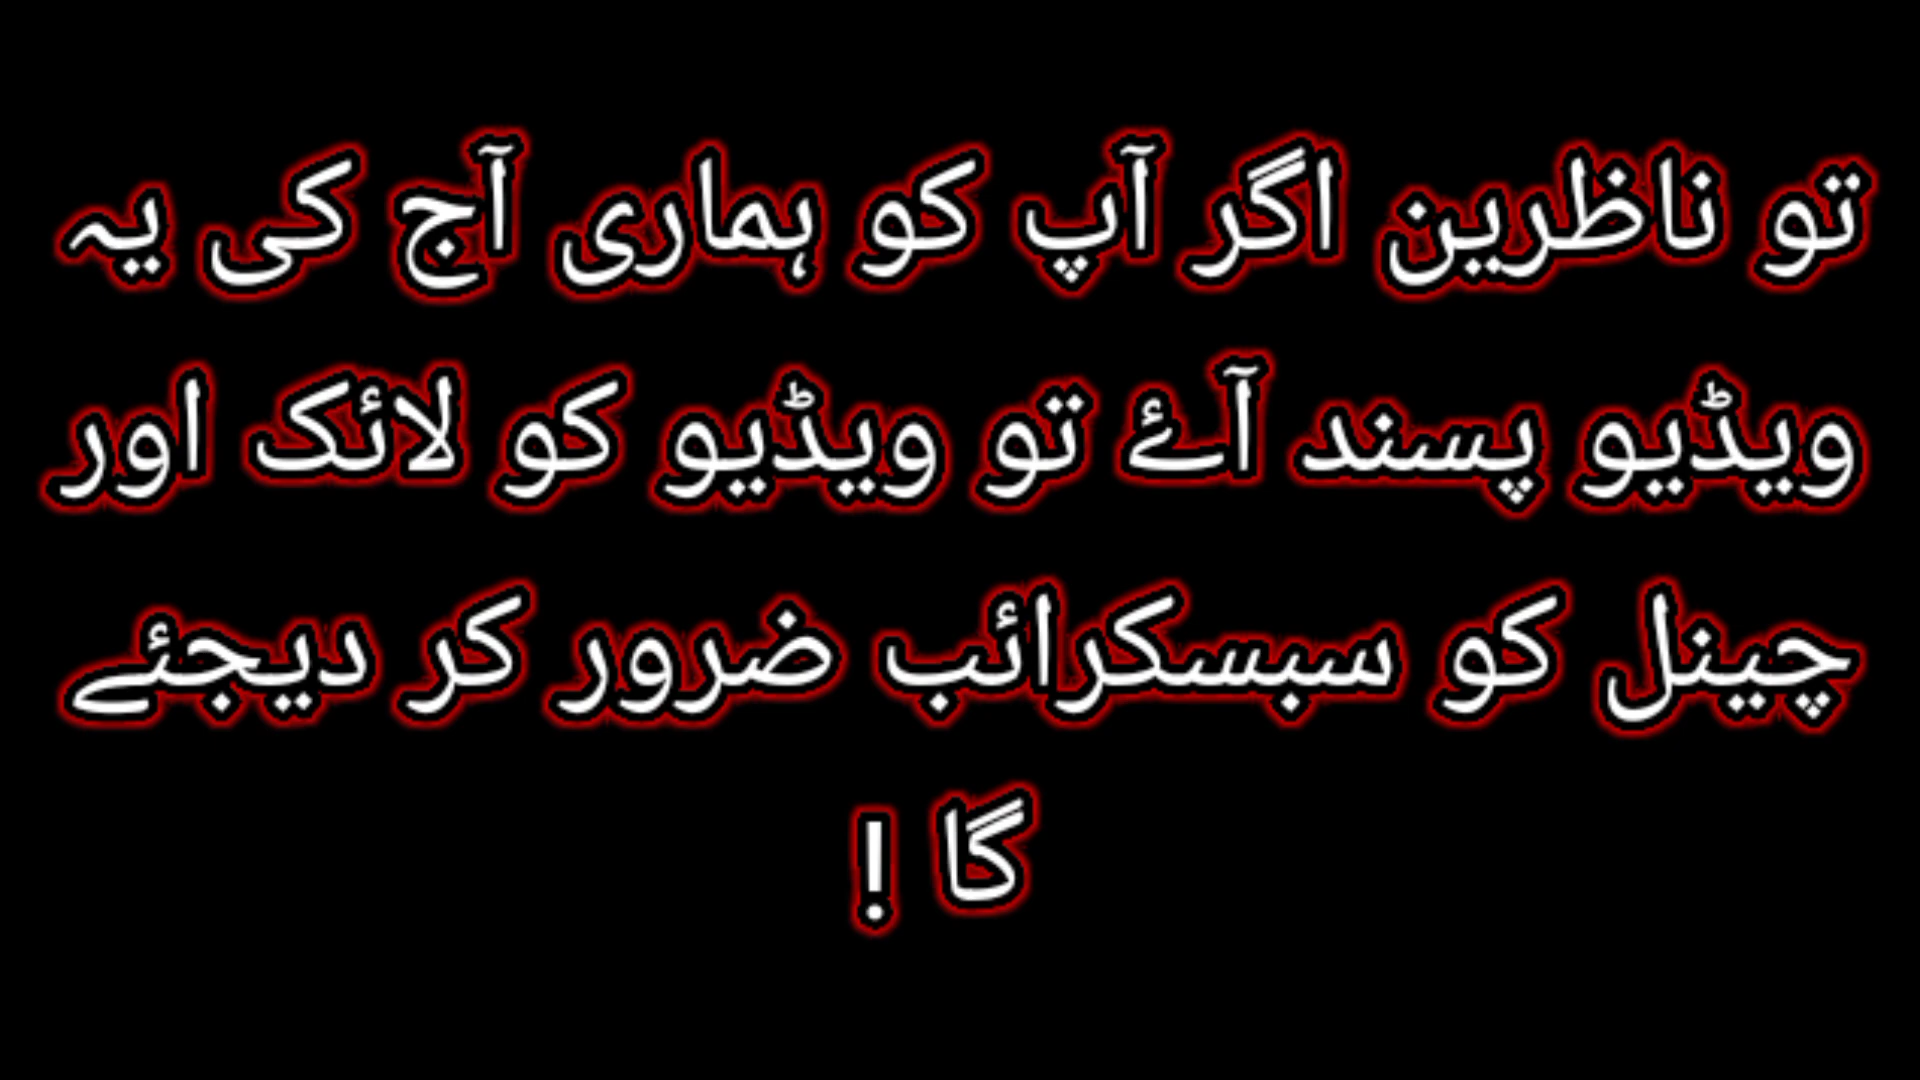 تو ناظرین اگر آپ کو ہماری آج کی یہ
ویڈیو پسند آۓ تو ویڈیو کو لائک اور
چینل کو سبسکرائب ضرور کر دیجئے
گا !